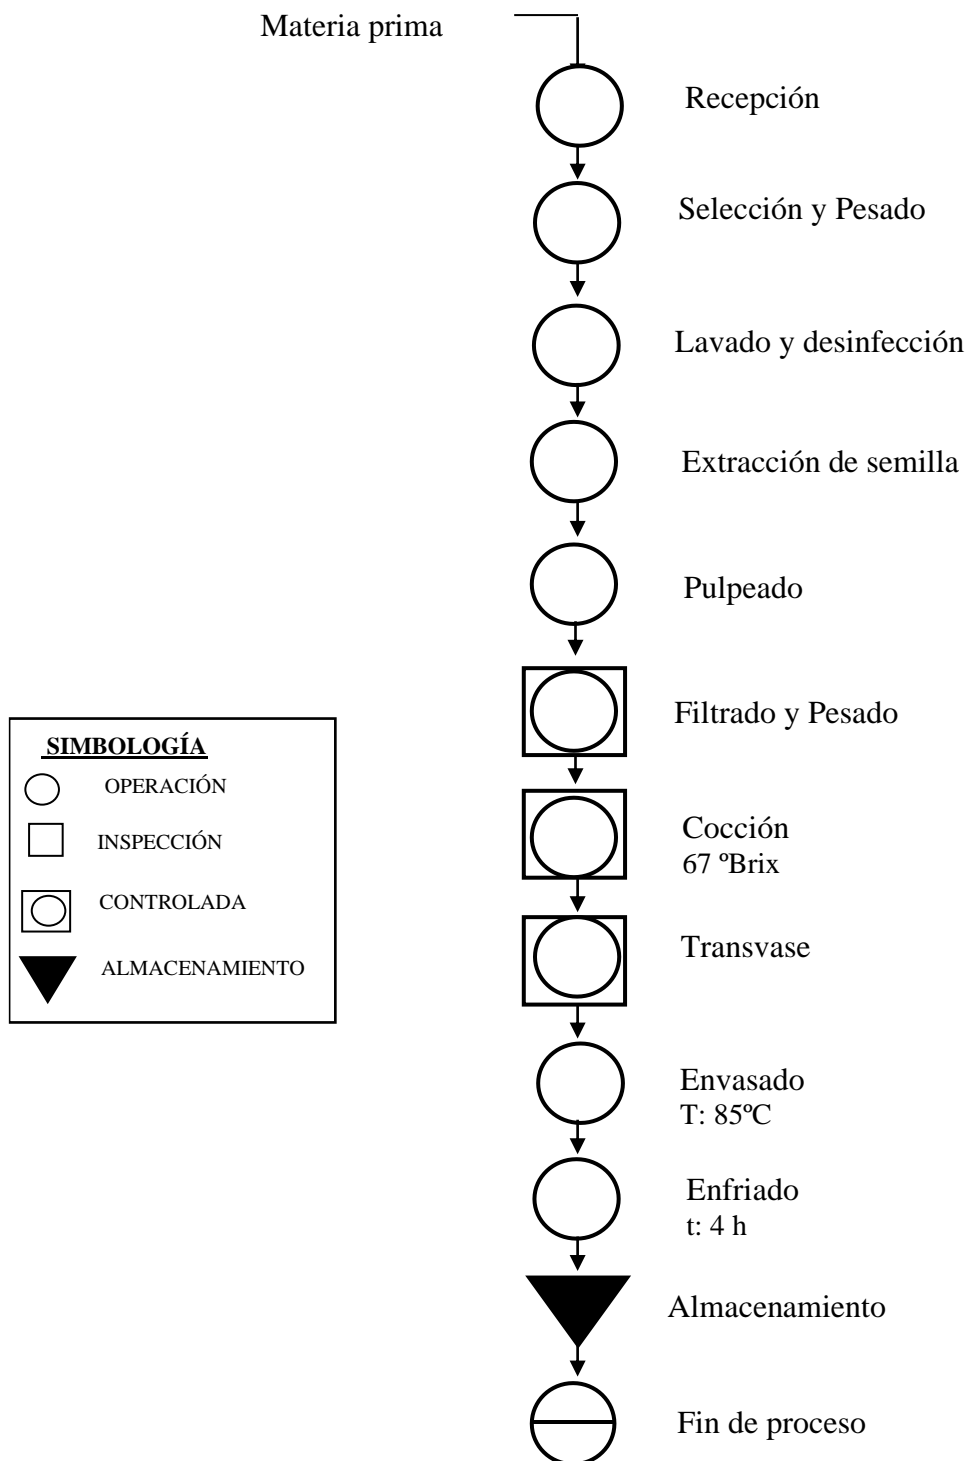 Materia prima
Recepción
Selección y Pesado
Lavado y desinfección
Extracción de semilla
Pulpeado
Filtrado y Pesado
Cocción
67 ºBrix
Transvase
Envasado
T: 85ºC
Enfriado
t: 4 h
Almacenamiento
Fin de proceso
SIMBOLOGÍA
OPERACIÓN
INSPECCIÓN
CONTROLADA
ALMACENAMIENTO